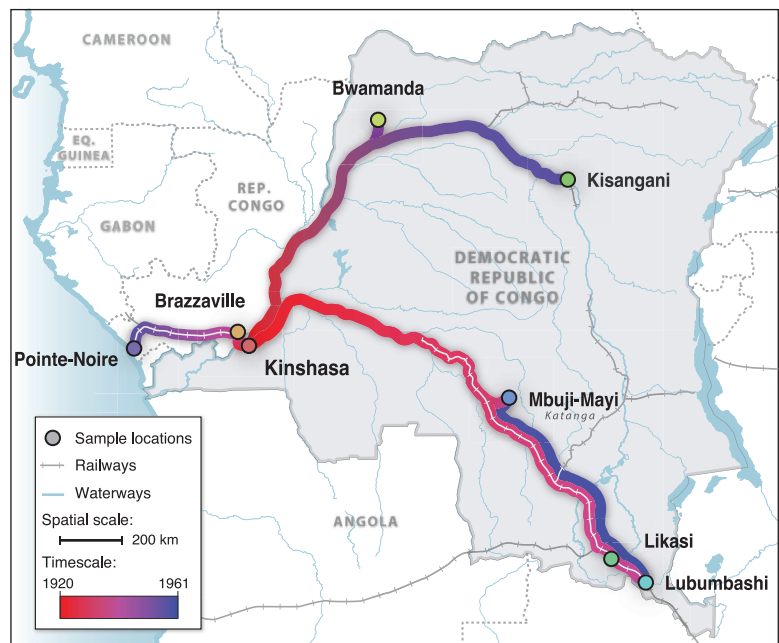 CAMEROON
Bwamanda
EQ.
GUINEA
REP.
CONGO
Kisangani
GABON
DEMOCRATIC
REPUBLIC
OF CONGO
Brazzaville
Pointe-Noire
Kinshasa
Mbuji-Mayi
Katanga
Sample locations
Railways
Waterways
Spatial scale:
200 km
Timescale:
1920 1961
ANGOLA
Likasi
Lubumbashi